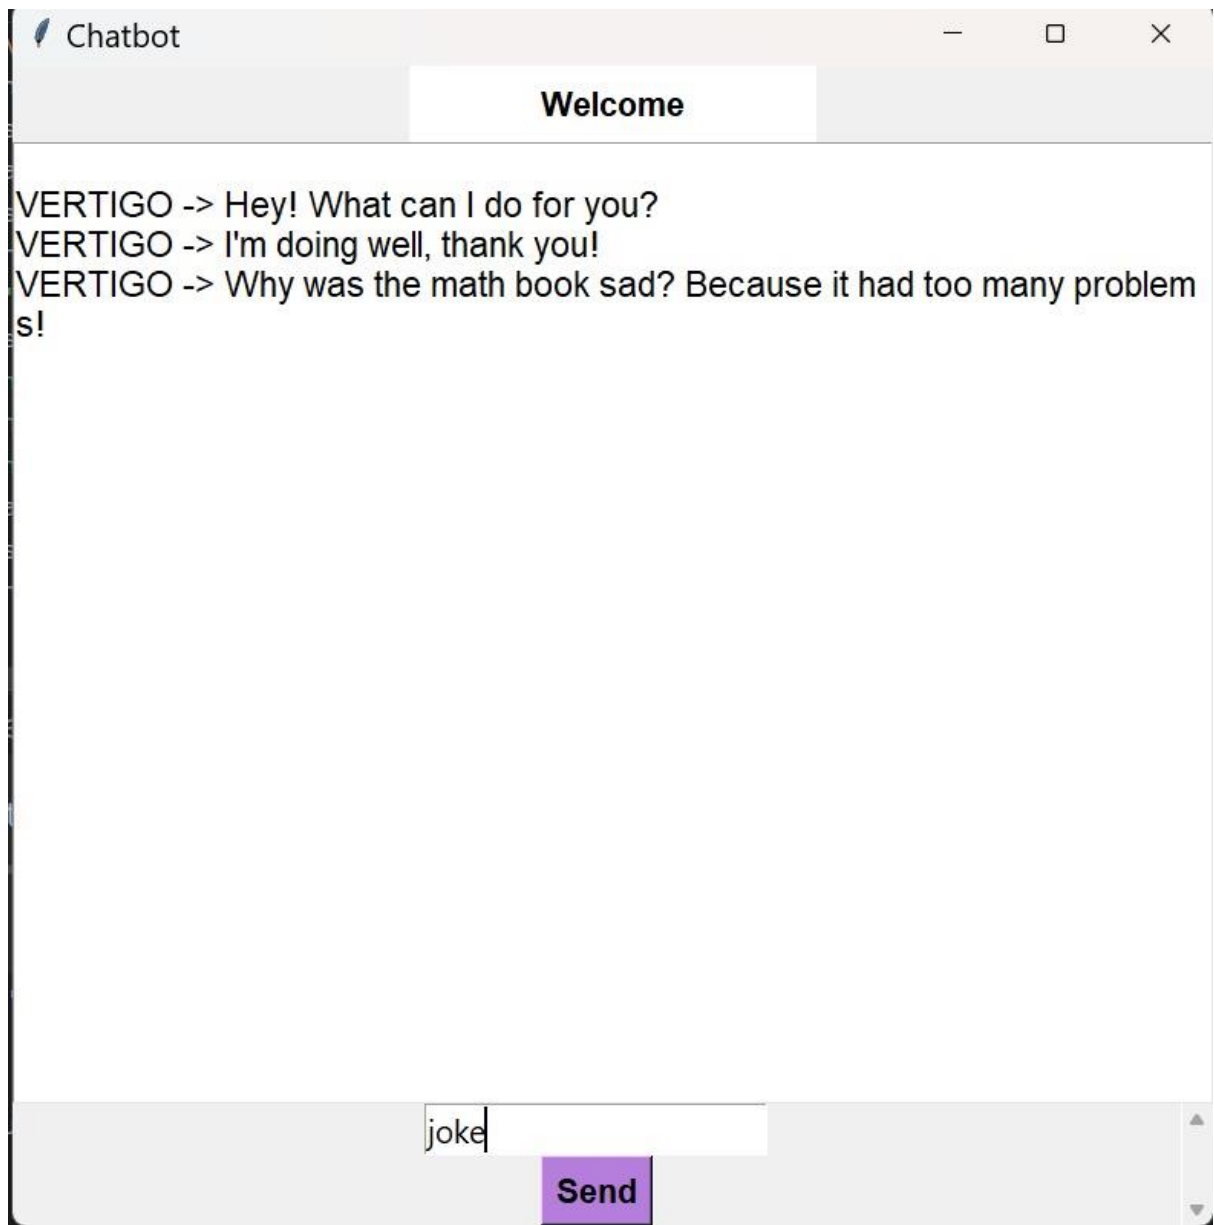 Chatbot
Welcome
VERTIGO -> Hey! What can I do for you?
VERTIGO -> I'm doing well, thank you!
VERTIGO -> Why was the math book sad? Because it had too many problem
s!
joke
Send